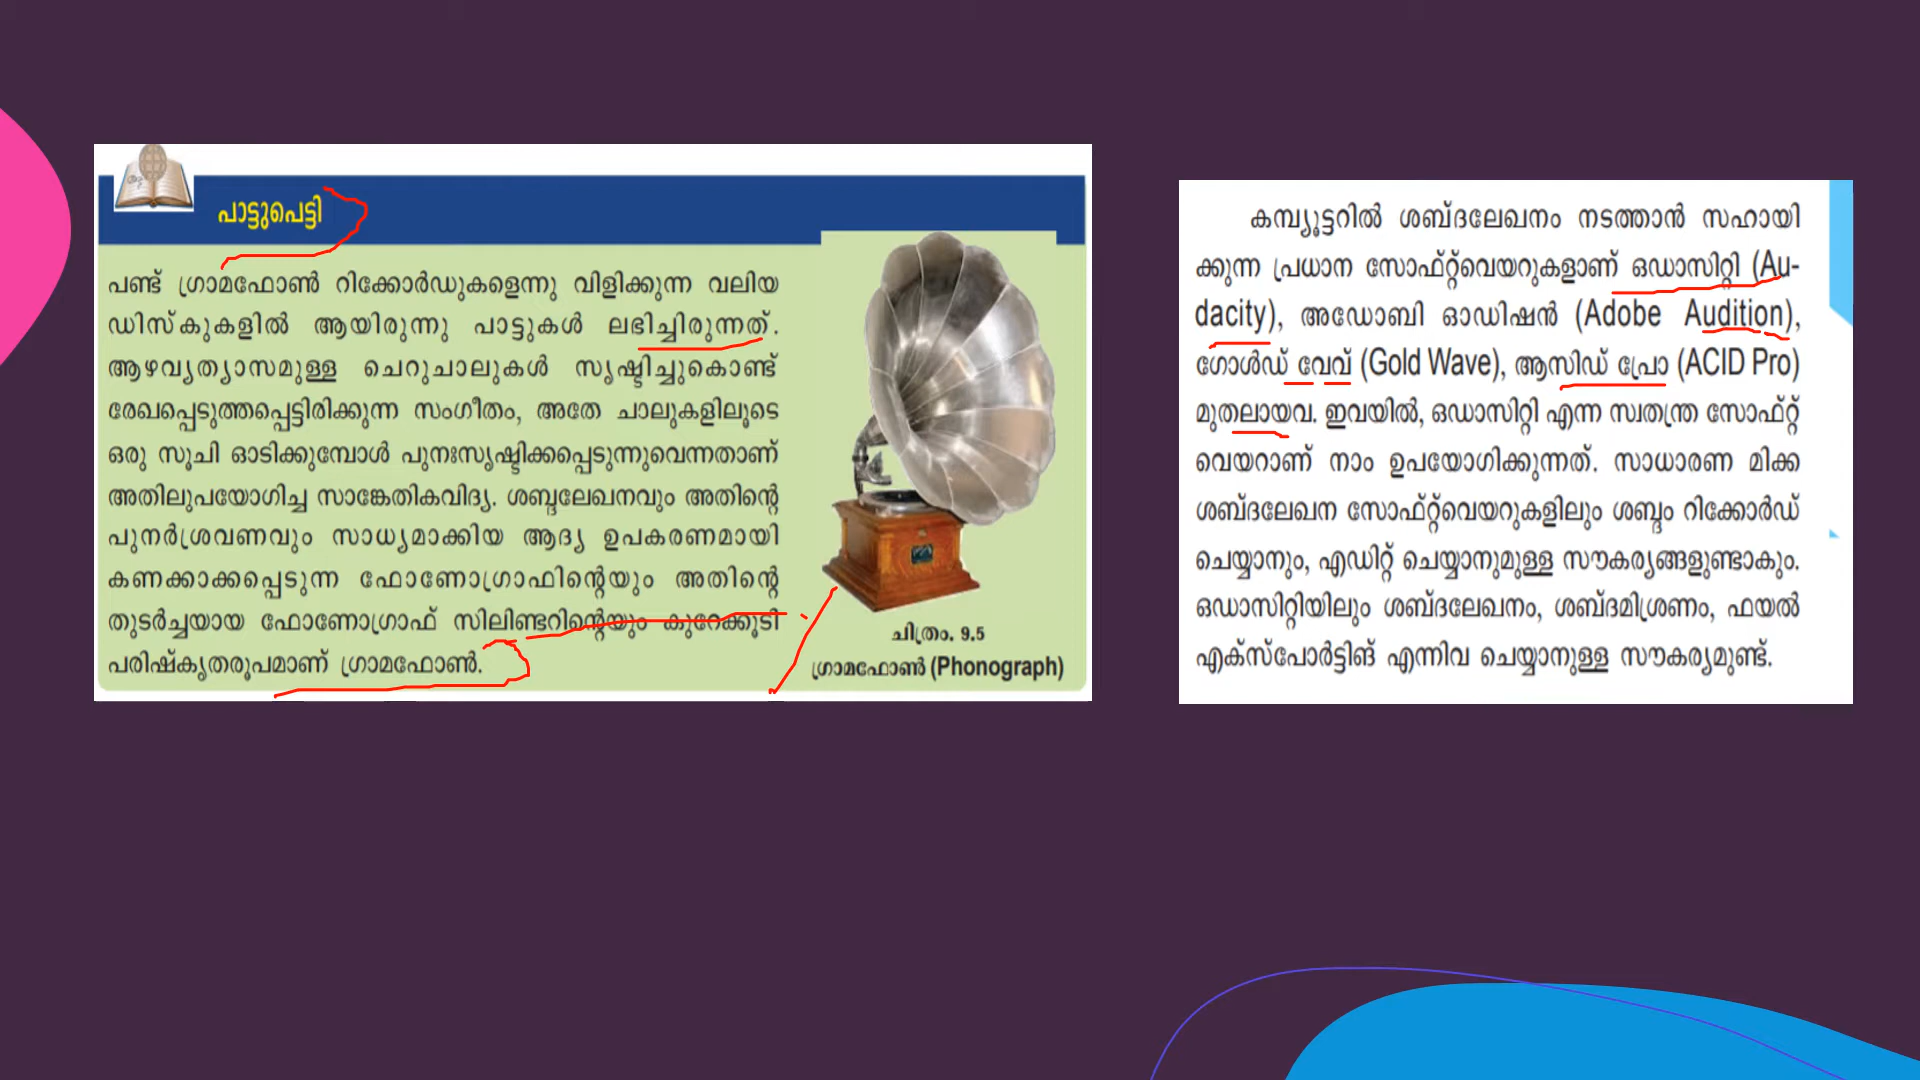 പാട്ടുപെട്ടി
പണ്ട് ഗ്രാമഫോൺ റിക്കോർഡുകളെന്നു വിളിക്കുന്ന വലിയ
ഡിസ്കുകളിൽ ആയിരുന്നു പാട്ടുകൾ ലഭിച്ചിരുന്നത്.
ആഴവ്യത്യാസമുള്ള ചെറുചാലുകൾ സൃഷ്ടിച്ചുകൊണ്ട്
രേഖപ്പെടുത്തപ്പെട്ടിരിക്കുന്ന സംഗീതം, അതേ ചാലുകളിലൂടെ
ഒരു സൂചി ഓടിക്കുമ്പോൾ പുനഃസൃഷ്ടിക്കപ്പെടുന്നുവെന്നതാണ്
അതിലുപയോഗിച്ച സാങ്കേതികവിദ്യ. ശബ്ദലേഖനവും അതിന്റെ
പുനർശ്രവണവും സാധ്യമാക്കിയ ആദ്യ ഉപകരണമായി
കണക്കാക്കപ്പെടുന്ന ഫോണോഗ്രാഫിന്റെയും അതിന്റെ
തുടർച്ചയായ ഫോണോഗ്രാഫ് സിലിണ്ടറിന്റെയും കുറേക്കൂടി
പരിഷ്കൃതരൂപമാണ് ഗ്രാമഫോൺ.
ചിത്രം. 9.5
ഗ്രാമഫോൺ (Phonograph)
കമ്പ്യൂട്ടറിൽ ശബ്ദലേഖനം നടത്താൻ സഹായി
ക്കുന്ന പ്രധാന സോഫ്റ്റ്‌വെയറുകളാണ് ഒഡാസിറ്റി (Au-
dacity), അഡോബി ഓഡിഷൻ (Adobe Audition),
ഗോൾഡ് വേവ് (Gold Wave), ആസിഡ് പ്രോ (ACID Pro)
മുതലായവ. ഇവയിൽ, ഒഡാസിറ്റി എന്ന സ്വതന്ത്ര സോഫ്റ്റ്
വെയറാണ് നാം ഉപയോഗിക്കുന്നത്. സാധാരണ മിക്ക
ശബ്ദലേഖന സോഫ്റ്റ്‌വെയറുകളിലും ശബ്ദം റിക്കോർഡ്
ചെയ്യാനും, എഡിറ്റ് ചെയ്യാനുമുള്ള സൗകര്യങ്ങളുണ്ടാകും.
ഒഡാസിറ്റിയിലും ശബ്ദലേഖനം, ശബ്ദമിശ്രണം, ഫയൽ
എക്സ്പോർട്ടിങ് എന്നിവ ചെയ്യാനുള്ള സൗകര്യമുണ്ട്.